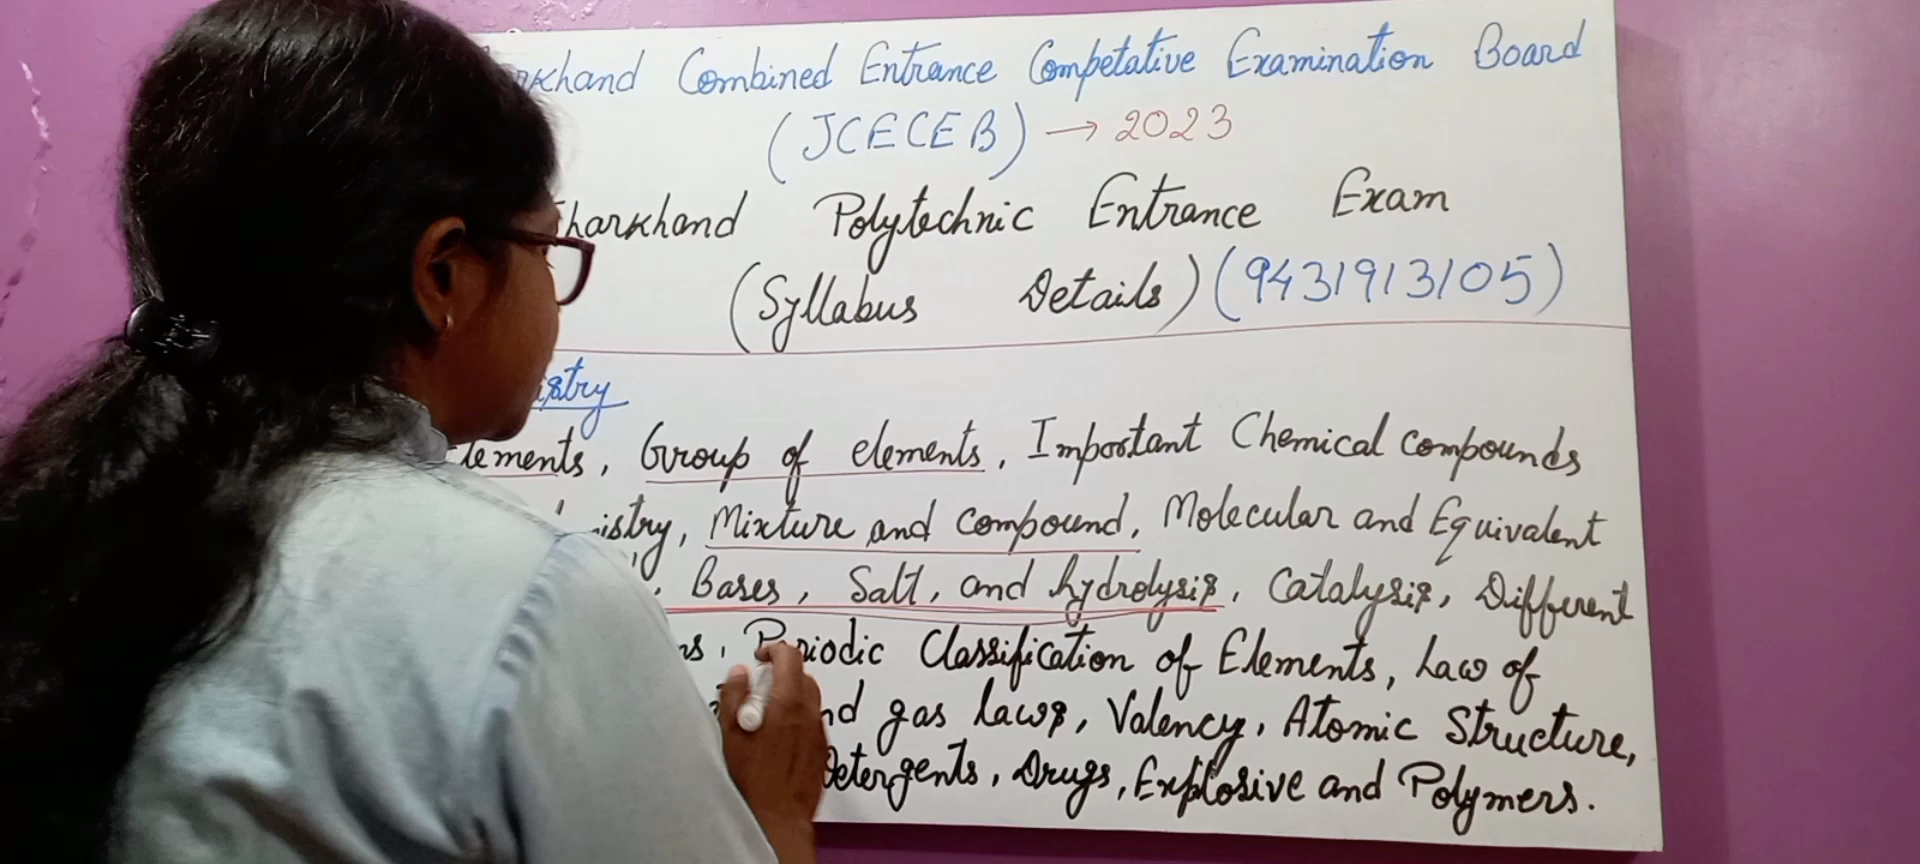 Combined Entrance Competative Examination Board
(JCECEB) → 2023
Polytechnic Entrance Exam
(Syllabus Details) (9431913105)
Group of elements, Important Chemical Compounds
Mixture and Compound, Molecular and Equivalent
Bases, Salt, and hydrolysis, Catalysis, Different
Periodic Classification of Elements, Law of
gas laws, Valency, Atomic Structure,
Detergents, Drugs, Explosive and Polymers.